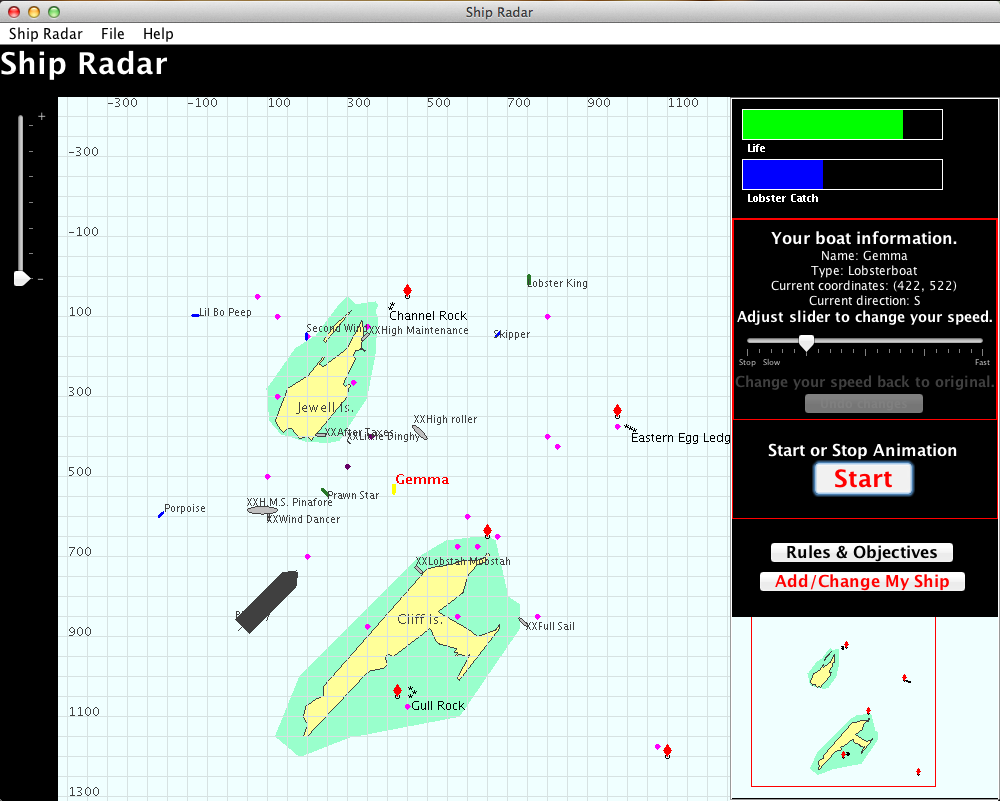 Ship Radar
Ship Radar File Help
Ship Radar
-300 -100 100 300 500 700 900 1100
+
-
-300
-100
100
300
500
700
900
1100
1300
Lobster King
Lil Bo Peep
Channel Rock
Second Wind
XXHigh Maintenance
Skipper
Jewell is.
XXHigh roller
XXAfter Taxes
XXLittle Dinghy
Eastern Egg Ledg
Gemma
Prawn Star
XXH.M.S. Pinafore
Porpoise
XXWind Dancer
XXLobstah Mobstah
Cliff is.
XXFull Sail
Gull Rock
Life
Lobster Catch
Your boat information.
Name: Gemma
Type: Lobsterboat
Current coordinates: (422, 522)
Current direction: S
Adjust slider to change your speed.
Stop Slow Fast
Change your speed back to original.
Undo changes
Start or Stop Animation
Start
Rules & Objectives
Add/Change My Ship